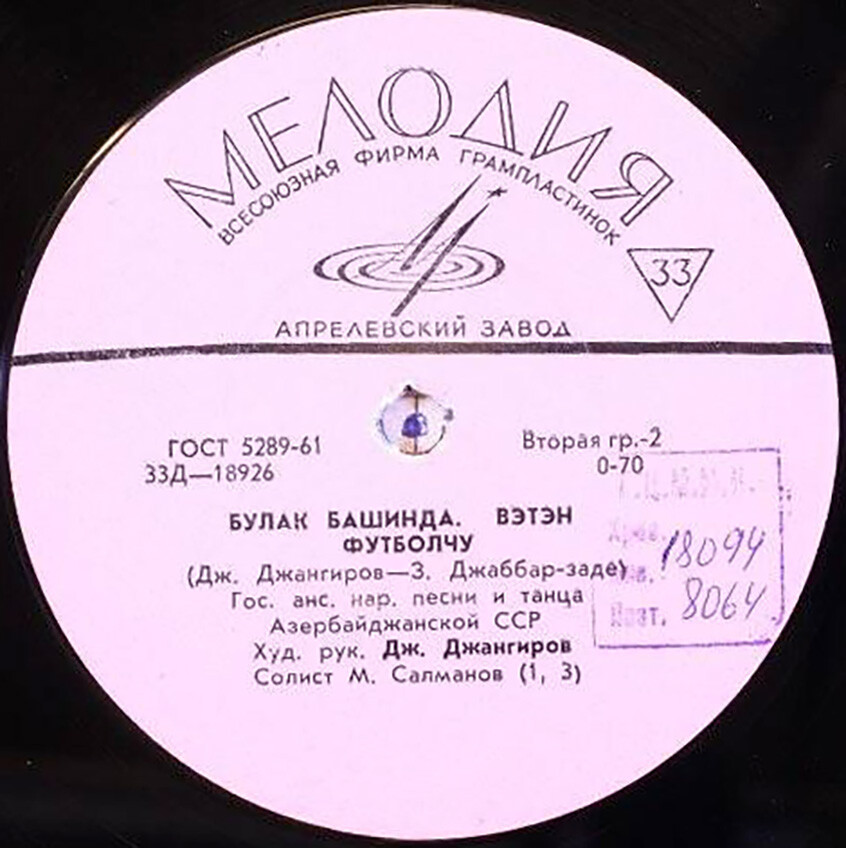 МЕЛОДИЯ
ВСЕСОЮЗНАЯ ФИРМА ГРАМПЛАСТИНОК
33
АПРЕЛЕВСКИЙ ЗАВОД
ГОСТ 5289-61
33Д—18926
Вторая гр.-2
0-70
БУЛАК БАШИНДА. ВЭТЭН
ФУТБОЛЧУ
(Дж. Джангиров—З. Джаббар-заде)
Гос. анс. нар. песни и танца
Азербайджанской ССР
Худ. рук. Дж. Джангиров
Солист М. Салманов (1, 3)
18094
8064